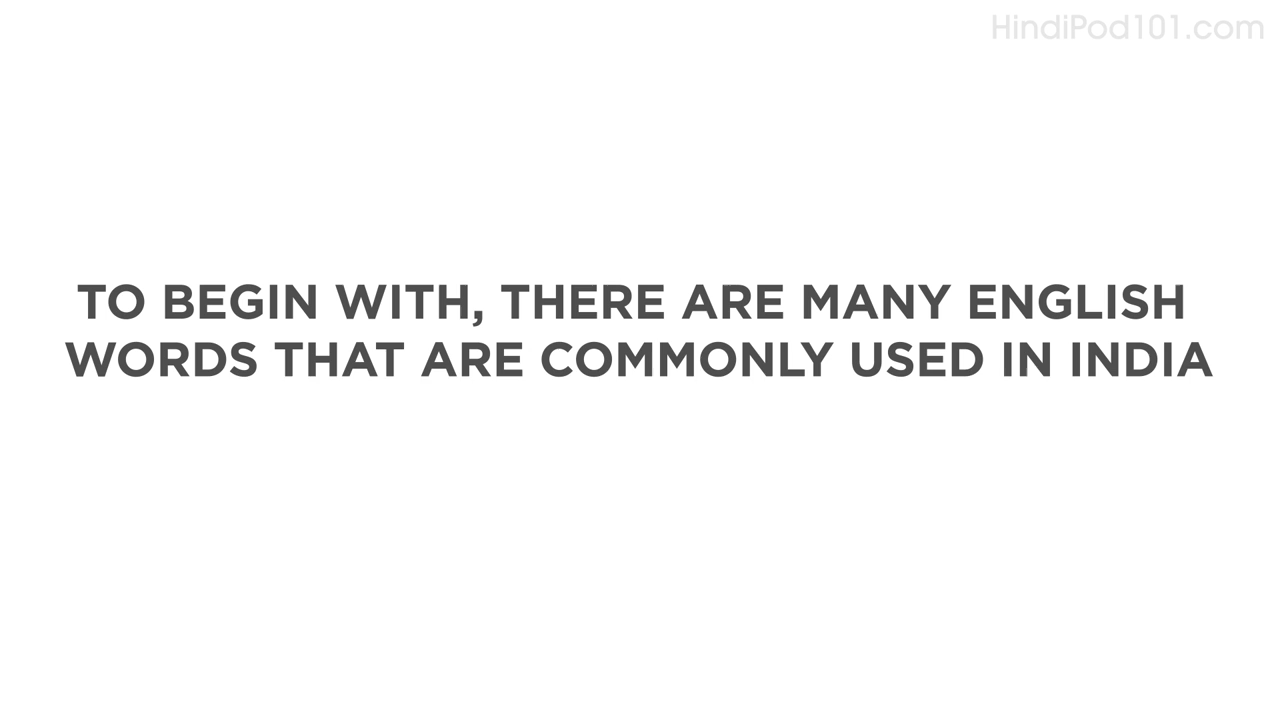 HindiPod101.com
TO BEGIN WITH, THERE ARE MANY ENGLISH
WORDS THAT ARE COMMONLY USED IN INDIA